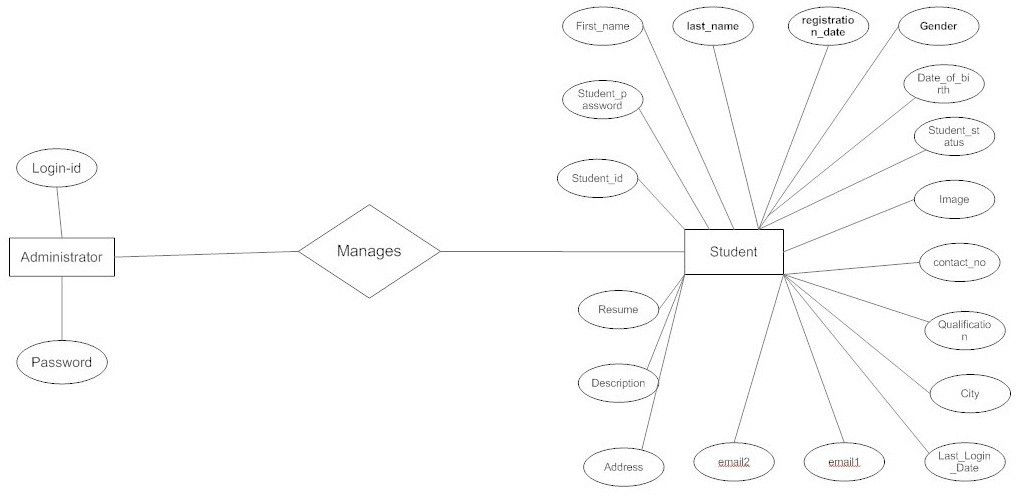 First_name
last_name
registratio
n_date
Gender
Student_p
assword
Date_of_bi
rth
Student_st
atus
Login-id
Student_id
Image
Administrator
Manages
Student
contact_no
Resume
Qualificatio
n
Password
Description
City
Address
email2
email1
Last_Login
_Date